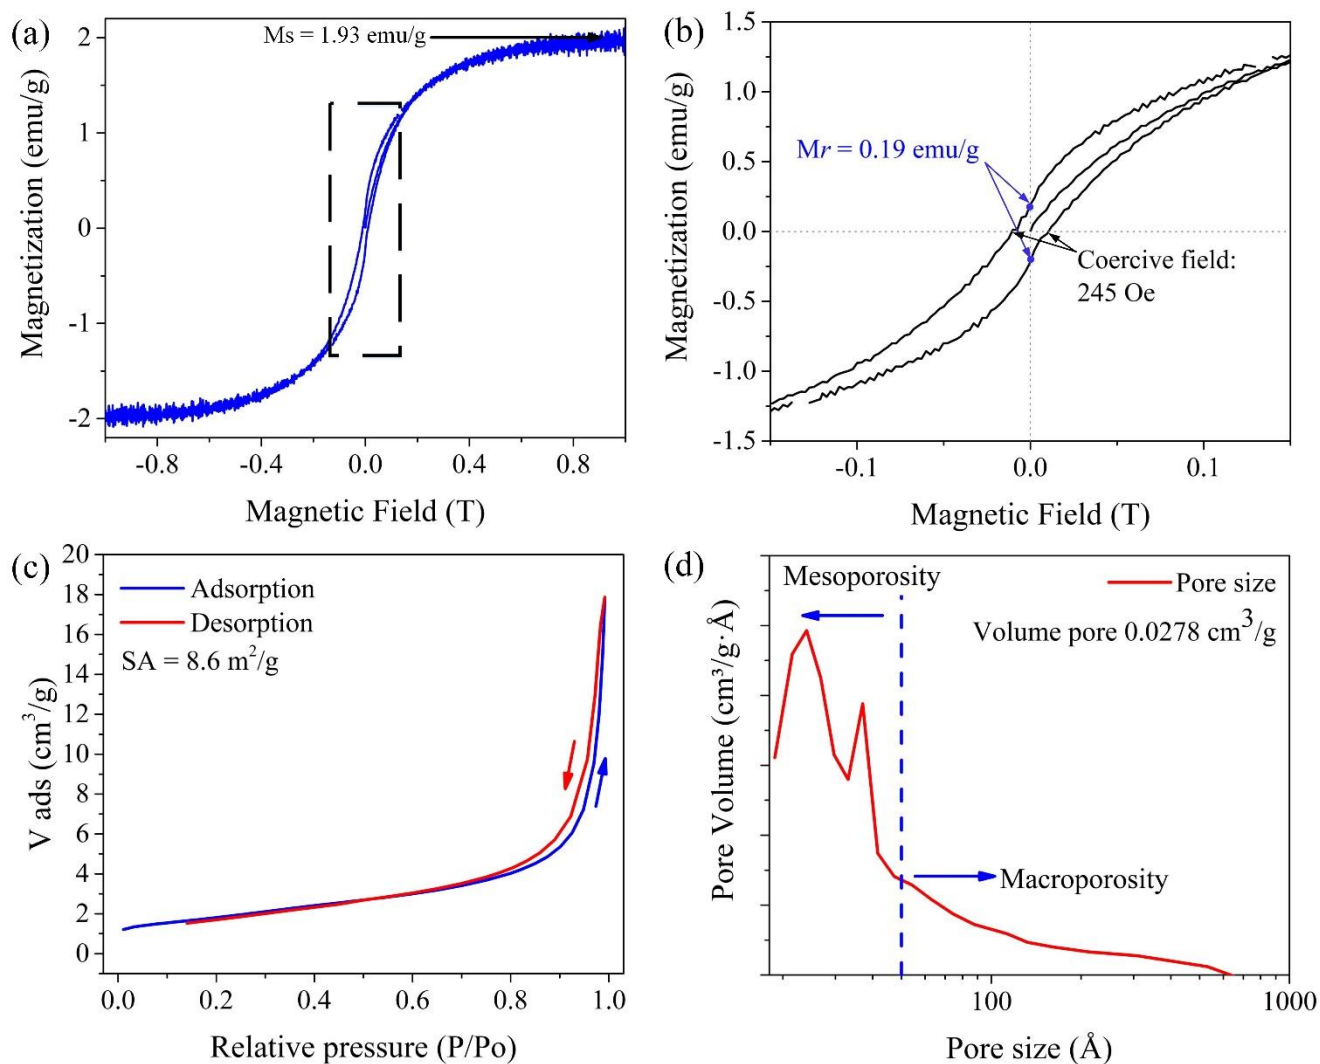 (a)
Ms = 1.93 emu/g
Magnetization (emu/g)
2
1
0
-1
-2
-0.8
-0.4
0.0
0.4
0.8
Magnetic Field (T)
(b)
Mr = 0.19 emu/g
Coercive field:
245 Oe
Magnetization (emu/g)
1.5
1.0
0.5
0.0
-0.5
-1.0
-1.5
-0.1
0.0
0.1
Magnetic Field (T)
(c)
Adsorption
Desorption
SA = 8.6 m²/g
V ads (cm³/g)
20
18
16
14
12
10
8
6
4
2
0
0.0
0.2
0.4
0.6
0.8
1.0
Relative pressure (P/Po)
(d)
Mesoporosity
Pore size
Volume pore 0.0278 cm³/g
Macroporosity
Pore Volume (cm³/g·Å)
100
1000
Pore size (Å)